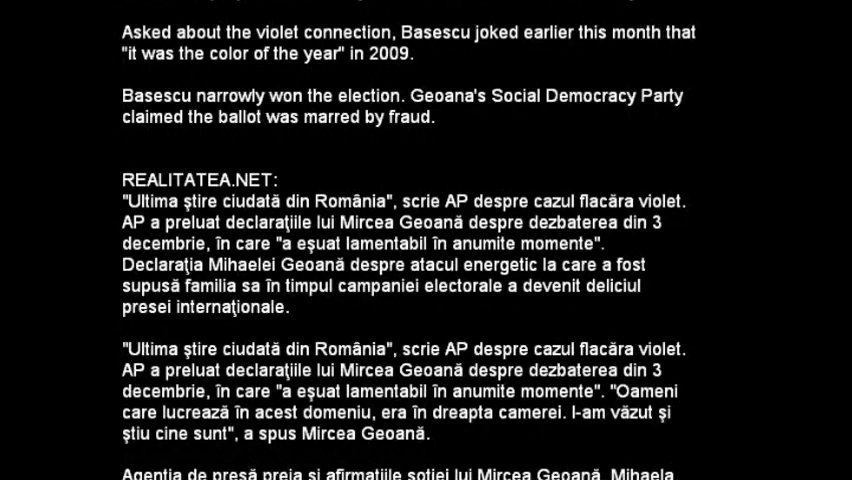 Asked about the violet connection, Basescu joked earlier this month that
"it was the color of the year" in 2009.
Basescu narrowly won the election. Geoana's Social Democracy Party
claimed the ballot was marred by fraud.
REALITATEA.NET:
"Ultima ştire ciudată din România", scrie AP despre cazul flacăra violet.
AP a preluat declaraţiile lui Mircea Geoană despre dezbaterea din 3
decembrie, în care "a eşuat lamentabil în anumite momente".
Declaraţia Mihaelei Geoană despre atacul energetic la care a fost
supusă familia sa în timpul campaniei electorale a devenit deliciul
presei internaţionale.
"Ultima ştire ciudată din România", scrie AP despre cazul flacăra violet.
AP a preluat declaraţiile lui Mircea Geoană despre dezbaterea din 3
decembrie, în care "a eşuat lamentabil în anumite momente". "Oameni
care lucrează în acest domeniu, era în dreapta camerei. I-am văzut şi
ştiu cine sunt", a spus Mircea Geoană.
Agenţia de presă preia şi afirmaţiile soţiei lui Mircea Geoană, Mihaela